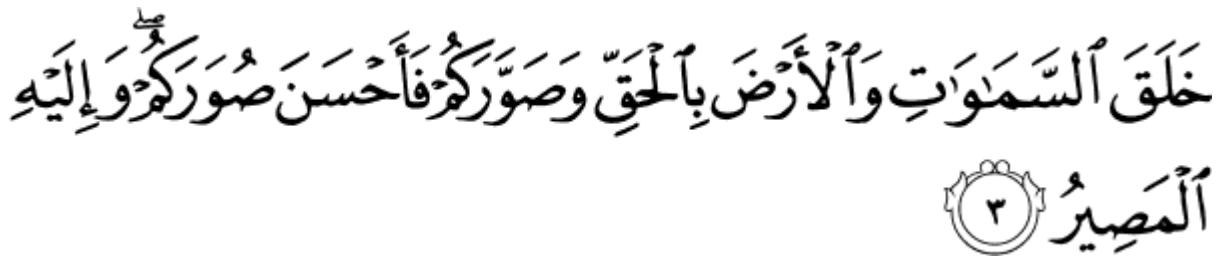 خَلَقَ ٱلسَّمَـٰوَٰتِ وَٱلْأَرْضَ بِٱلْحَقِّ وَصَوَّرَكُمْ فَأَحْسَنَ صُوَرَكُمْ ۖ وَإِلَيْهِ
ٱلْمَصِيرُ ٣